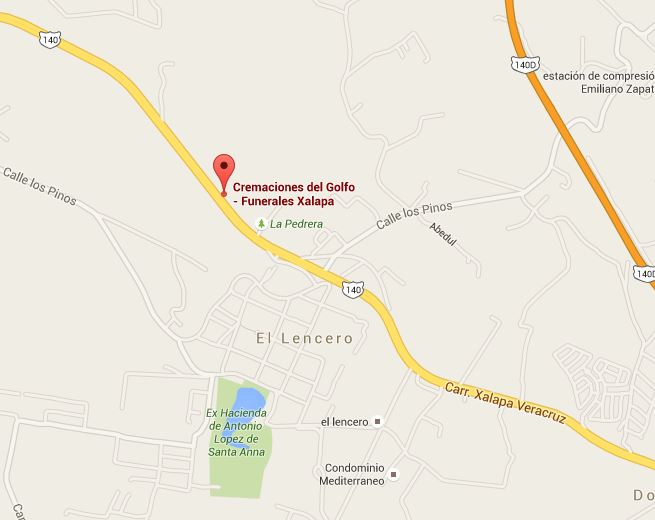 140
140D
estación de compresió
Emiliano Zapat
Calle los Pinos
Cremaciones del Golfo
- Funerales Xalapa
La Pedrera
Calle los Pinos
Abedul
140D
140
El Lencero
Carr. Xalapa Veracruz
Ex Hacienda
de Antonio
Lopez de
Santa Anna
el lencero
Condominio
Mediterraneo
Do
Car